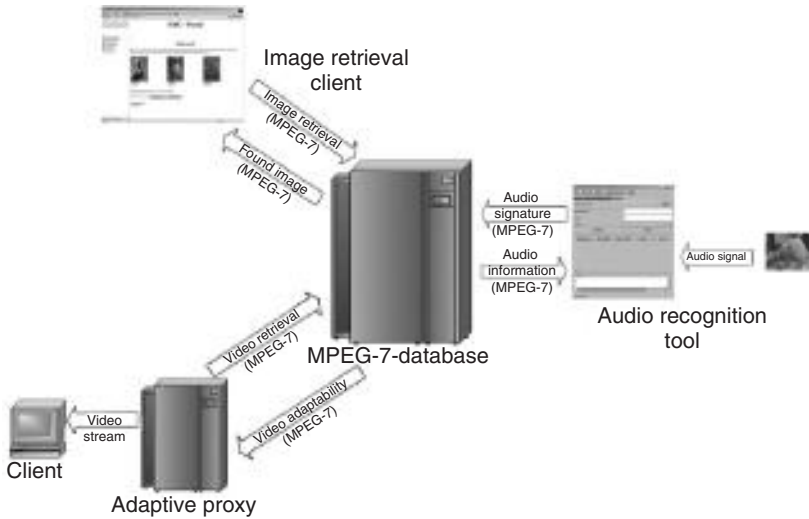 Image retrieval
client
Image retrieval
(MPEG-7)
Found image
(MPEG-7)
Audio
signature
(MPEG-7)
Audio
information
(MPEG-7)
Audio signal
Audio recognition
tool
MPEG-7-database
Video retrieval
(MPEG-7)
Video adaptability
(MPEG-7)
Video
stream
Client
Adaptive proxy